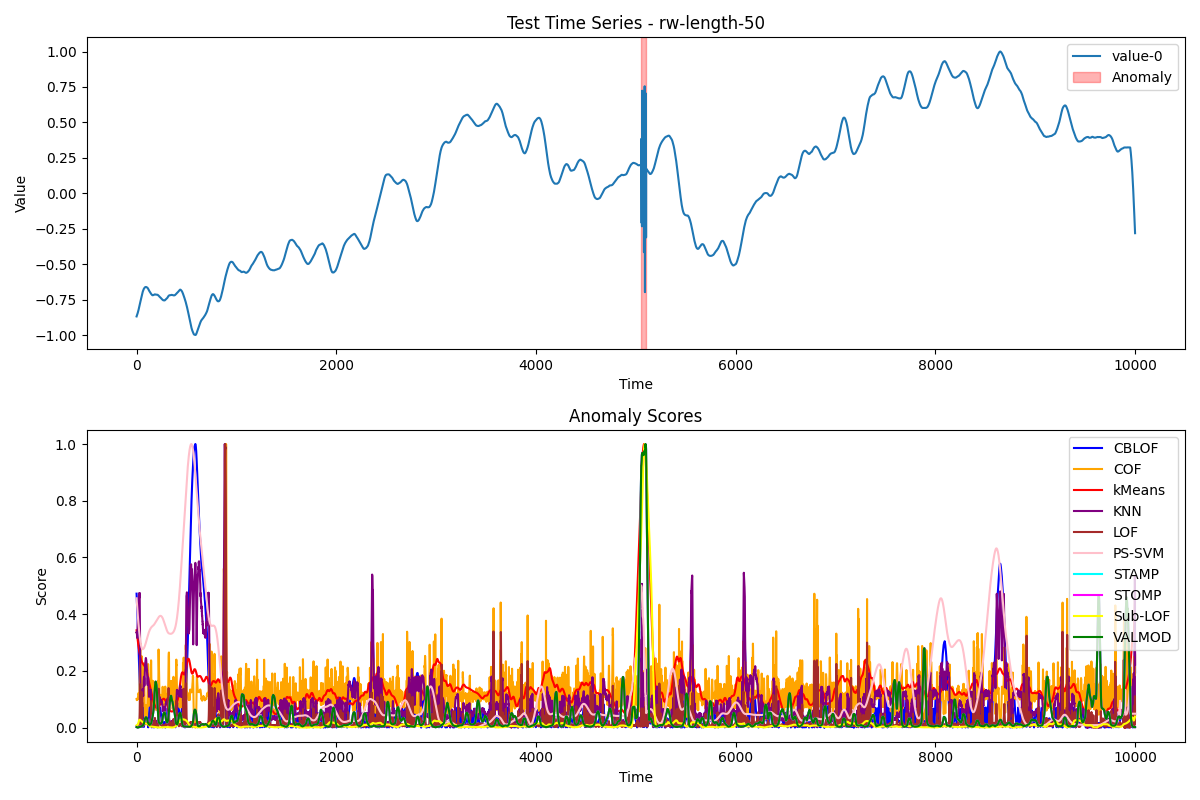 Test Time Series - rw-length-50
1.00
0.75
0.50
0.25
0.00
−0.25
−0.50
−0.75
−1.00
Value
value-0
Anomaly
0 2000 4000 6000 8000 10000
Time
Anomaly Scores
1.0
0.8
0.6
0.4
0.2
0.0
Score
CBLOF
COF
kMeans
KNN
LOF
PS-SVM
STAMP
STOMP
Sub-LOF
VALMOD
0 2000 4000 6000 8000 10000
Time